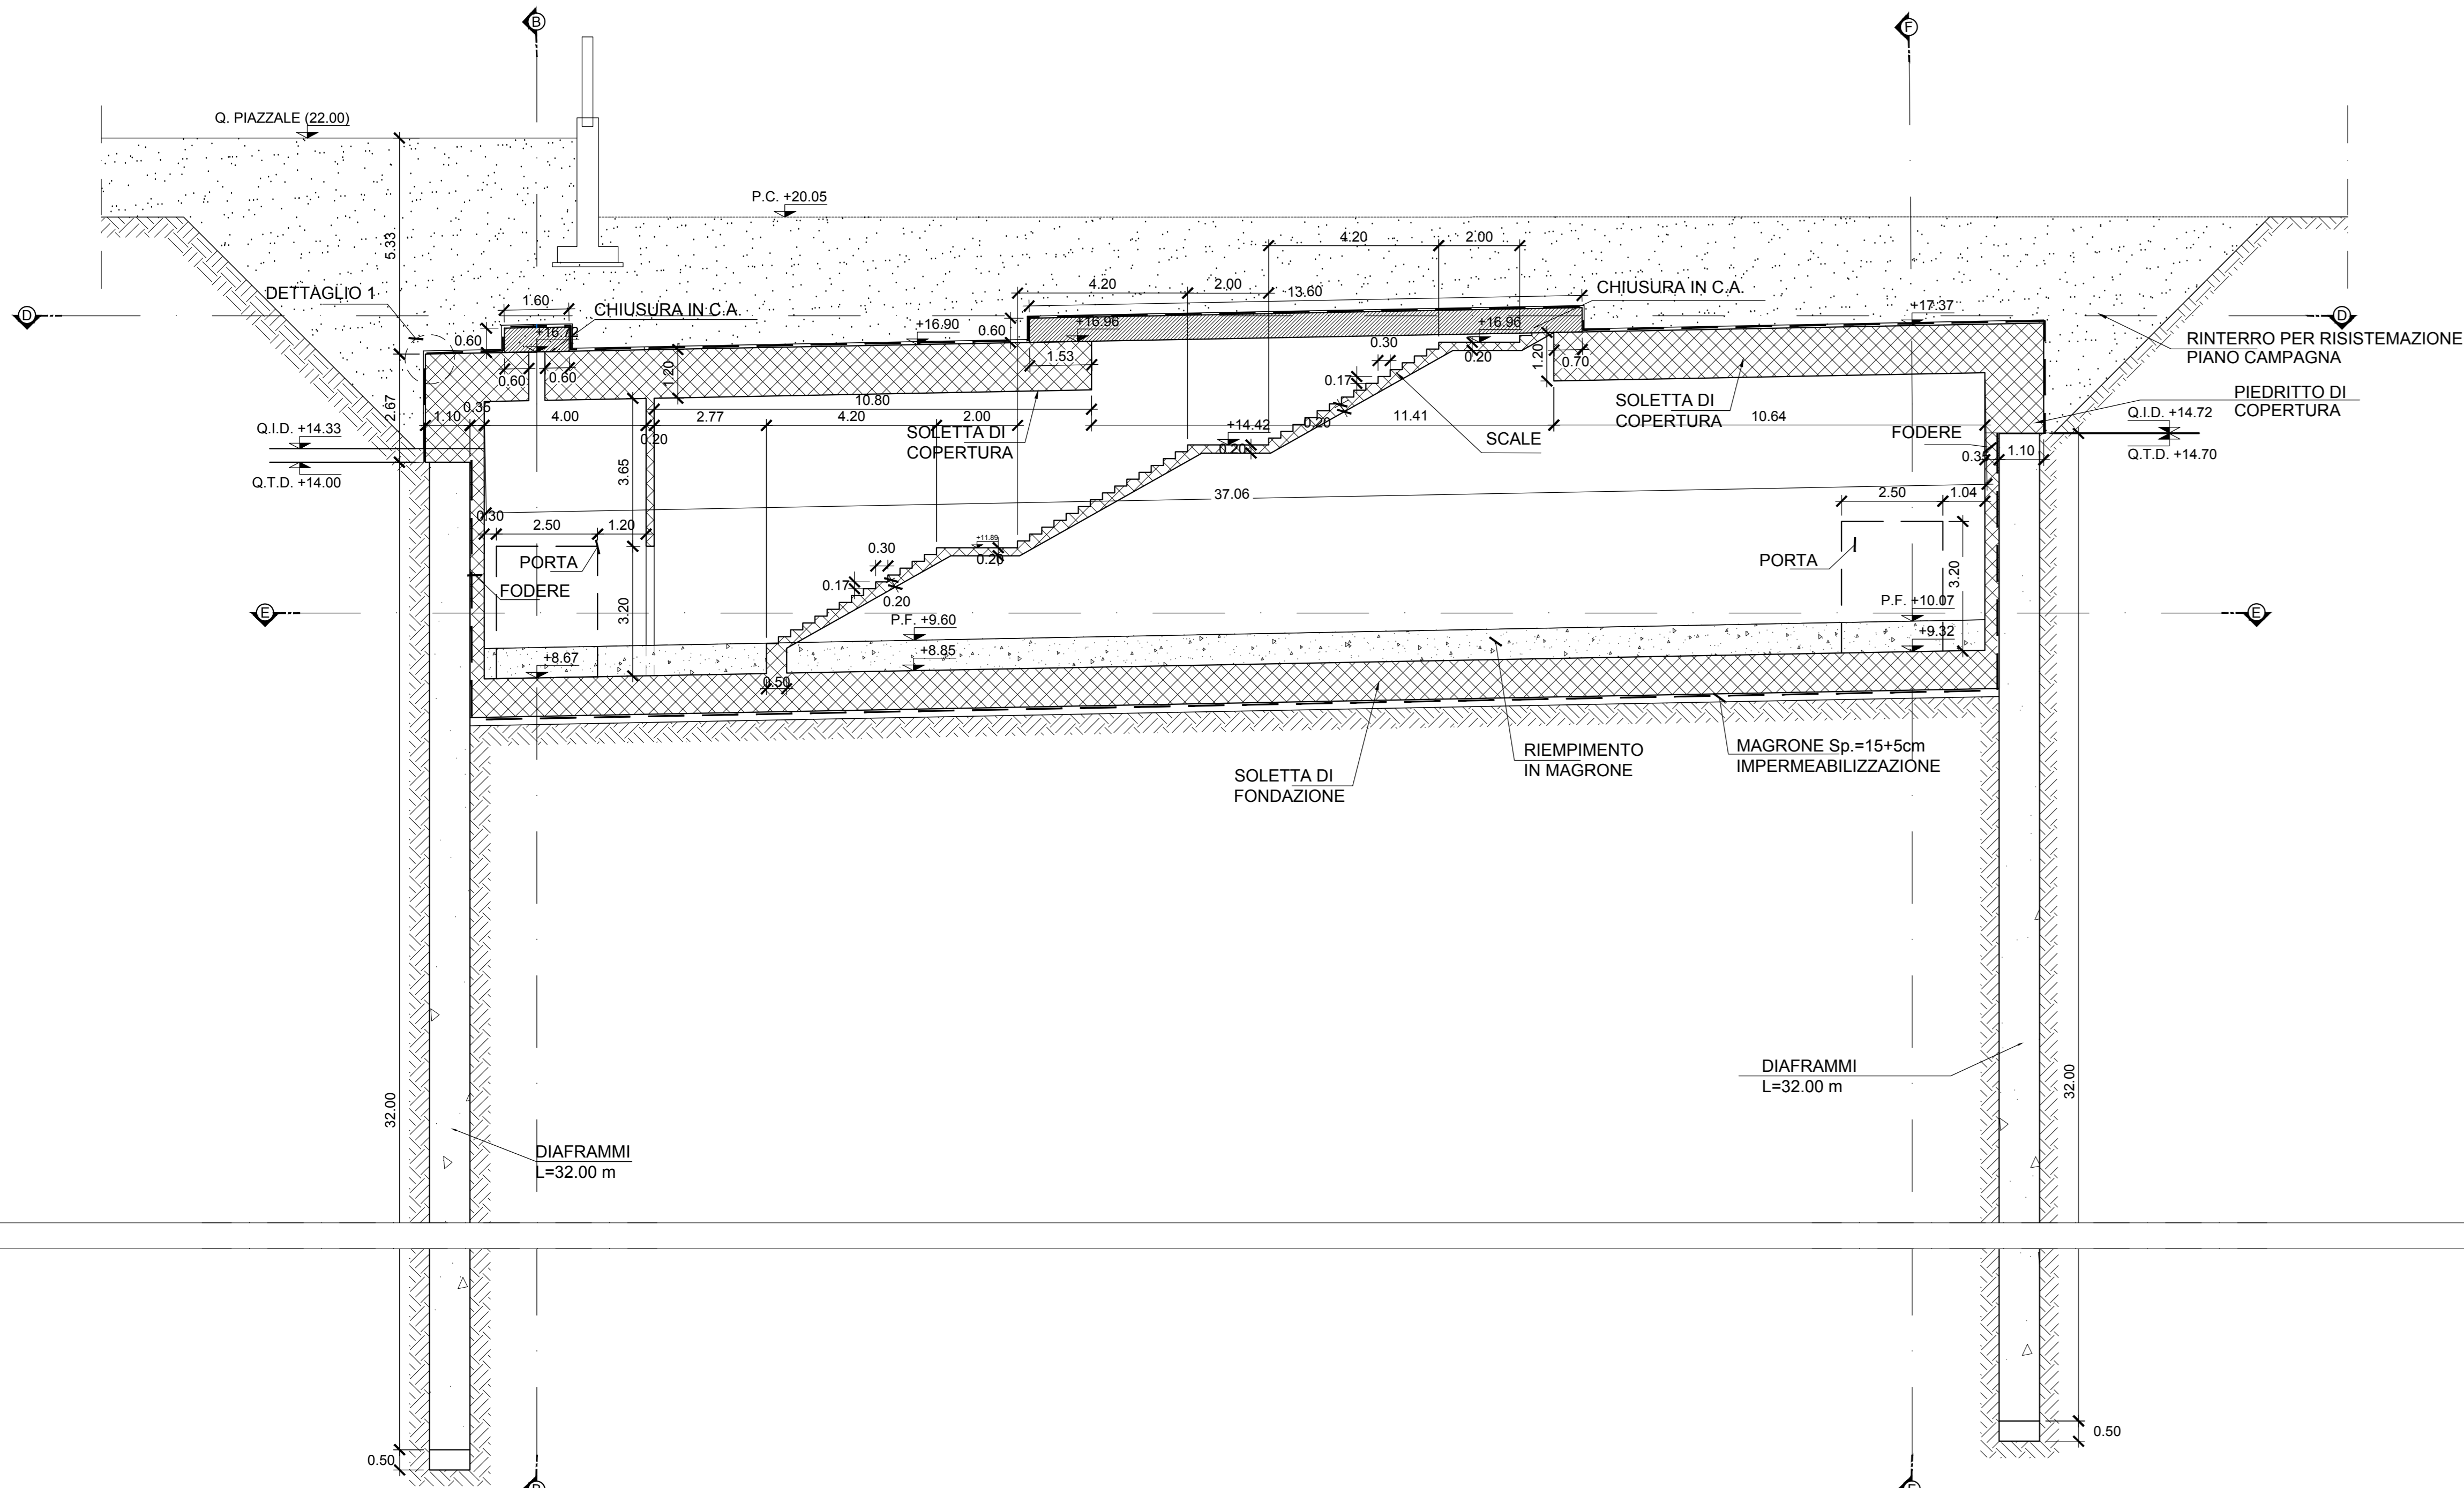 B
F
Q. PIAZZALE (22.00)
P.C. +20.05
5.33
4.20
2.00
DETTAGLIO 1
1.60
CHIUSURA IN C.A.
4.20
2.00
13.60
CHIUSURA IN C.A.
+17.37
D
D
0.60
+16.72
+16.90
0.60
+16.96
+16.96
RINTERRO PER RISISTEMAZIONE
PIANO CAMPAGNA
0.60
0.60
1.20
1.53
0.30
0.20
1.20
0.70
0.17
2.67
1.10
0.35
4.00
0.20
2.77
10.80
4.20
2.00
SOLETTA DI
COPERTURA
+14.42
0.20
0.20
11.41
SOLETTA DI
COPERTURA
10.64
PIEDRITTO DI
COPERTURA
Q.I.D. +14.33
Q.T.D. +14.00
SCALE
FODERE
Q.I.D. +14.72
Q.T.D. +14.70
0.35
1.10
3.65
37.06
0.30
2.50
1.20
2.50
1.04
PORTA
FODERE
+11.89
0.20
0.30
0.17
0.20
PORTA
3.20
3.20
E
E
P.F. +9.60
P.F. +10.07
+8.67
+8.85
+9.32
0.50
RIEMPIMENTO
IN MAGRONE
MAGRONE Sp.=15+5cm
IMPERMEABILIZZAZIONE
SOLETTA DI
FONDAZIONE
DIAFRAMMI
L=32.00 m
32.00
32.00
DIAFRAMMI
L=32.00 m
0.50
0.50
B
F